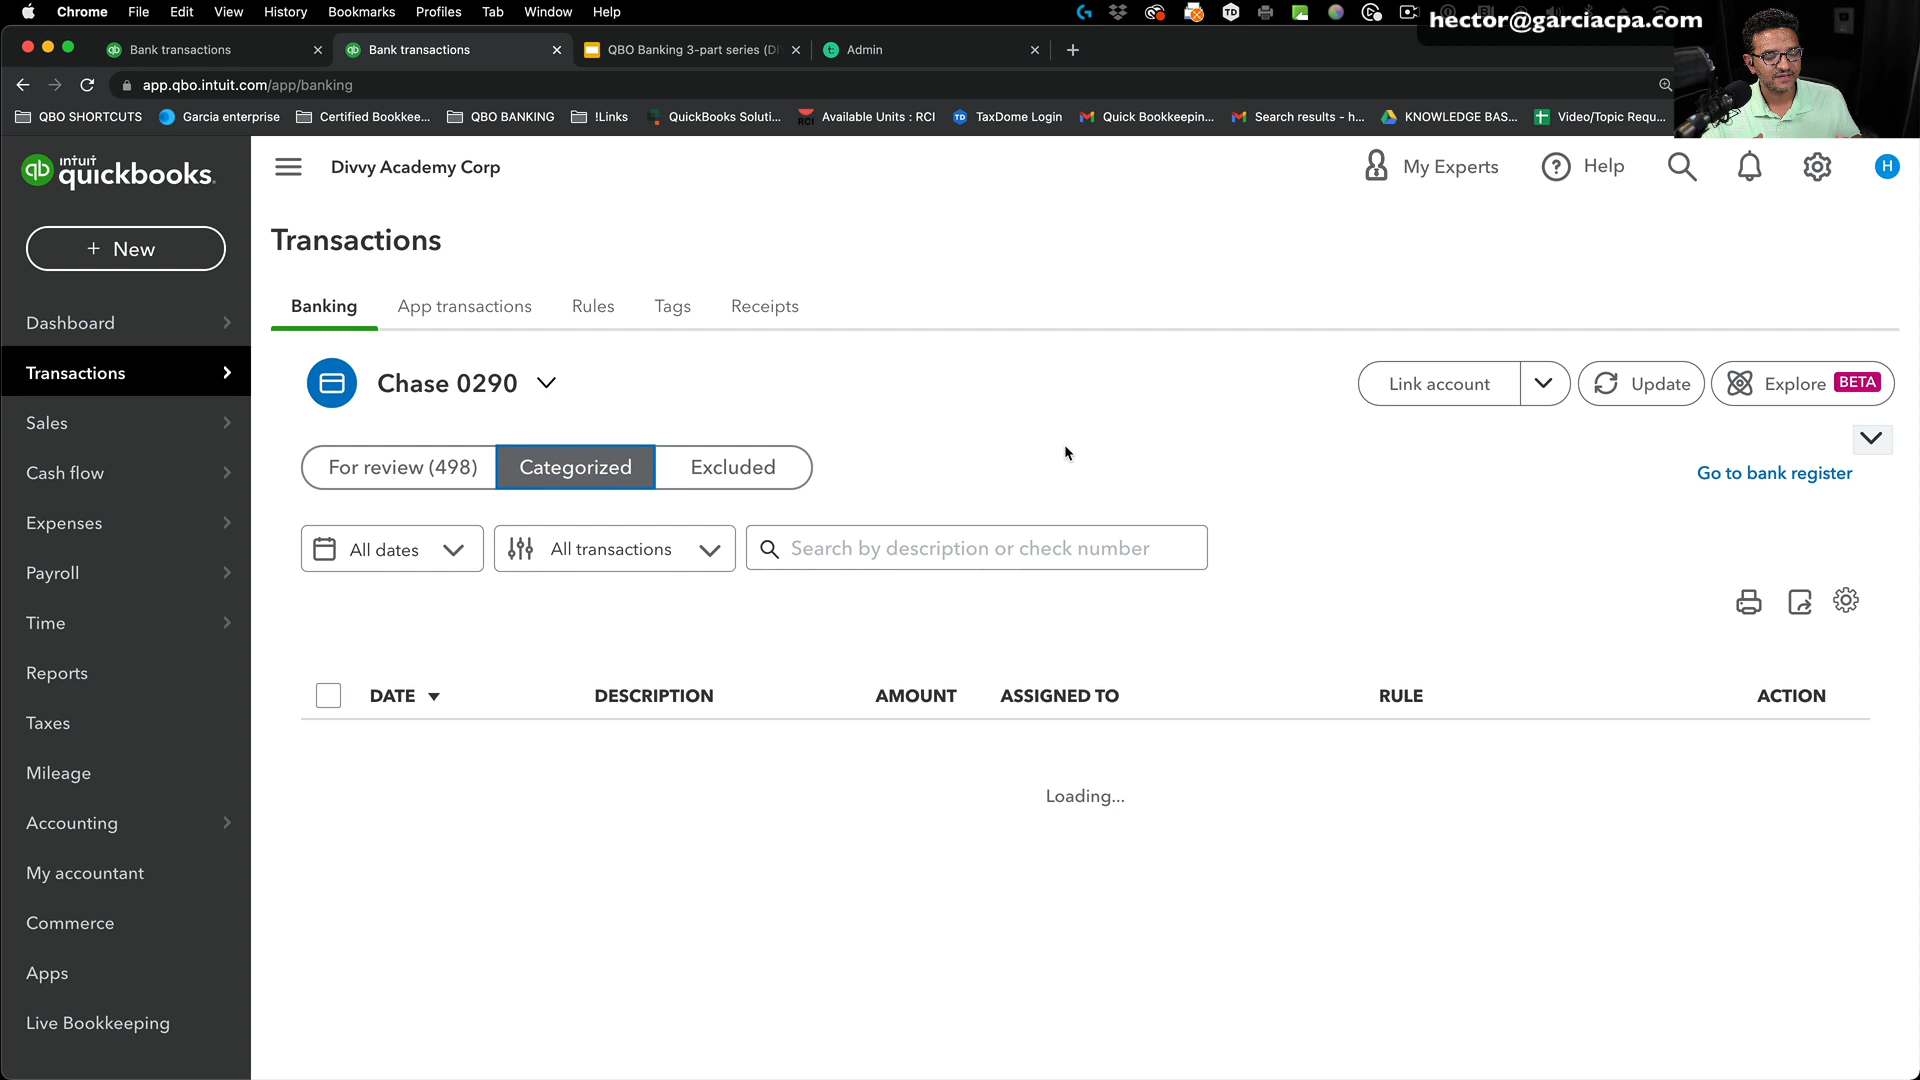 Chrome File Edit View History Bookmarks Profiles Tab Window Help
hector@garciacpa.com
Bank transactions
Bank transactions
QBO Banking 3-part series (DI
Admin
app.qbo.intuit.com/app/banking
QBO SHORTCUTS
Garcia enterprise
Certified Bookkee...
QBO BANKING
!Links
QuickBooks Soluti...
Available Units : RCI
TaxDome Login
Quick Bookkeepin...
Search results - h...
KNOWLEDGE BAS...
Video/Topic Requ...
intuit
quickbooks.
Divvy Academy Corp
My Experts
Help
H
+ New
Dashboard
Transactions
Sales
Cash flow
Expenses
Payroll
Time
Reports
Taxes
Mileage
Accounting
My accountant
Commerce
Apps
Live Bookkeeping
Transactions
Banking
App transactions
Rules
Tags
Receipts
Chase 0290
Link account
Update
Explore BETA
For review (498)
Categorized
Excluded
Go to bank register
All dates
All transactions
Search by description or check number
DATE
DESCRIPTION
AMOUNT
ASSIGNED TO
RULE
ACTION
Loading...